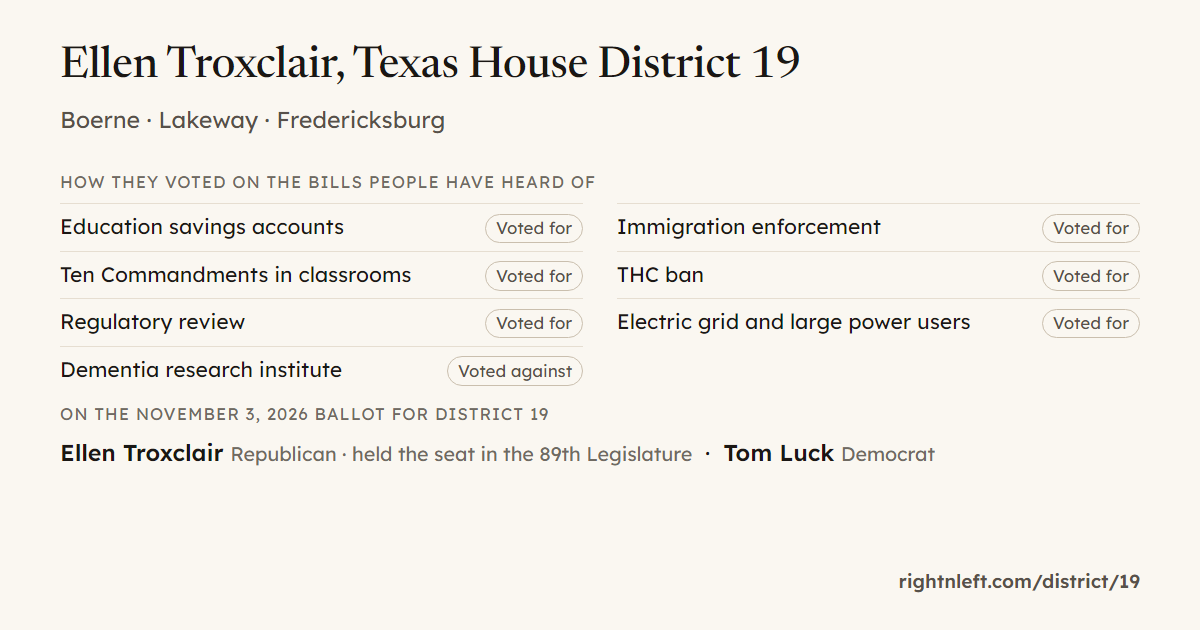 Ellen Troxclair, Texas House District 19
Boerne · Lakeway · Fredericksburg
HOW THEY VOTED ON THE BILLS PEOPLE HAVE HEARD OF
Education savings accounts Voted for
Immigration enforcement Voted for
Ten Commandments in classrooms Voted for
THC ban Voted for
Regulatory review Voted for
Electric grid and large power users Voted for
Dementia research institute Voted against
ON THE NOVEMBER 3, 2026 BALLOT FOR DISTRICT 19
Ellen Troxclair Republican · held the seat in the 89th Legislature · Tom Luck Democrat
rightnleft.com/district/19